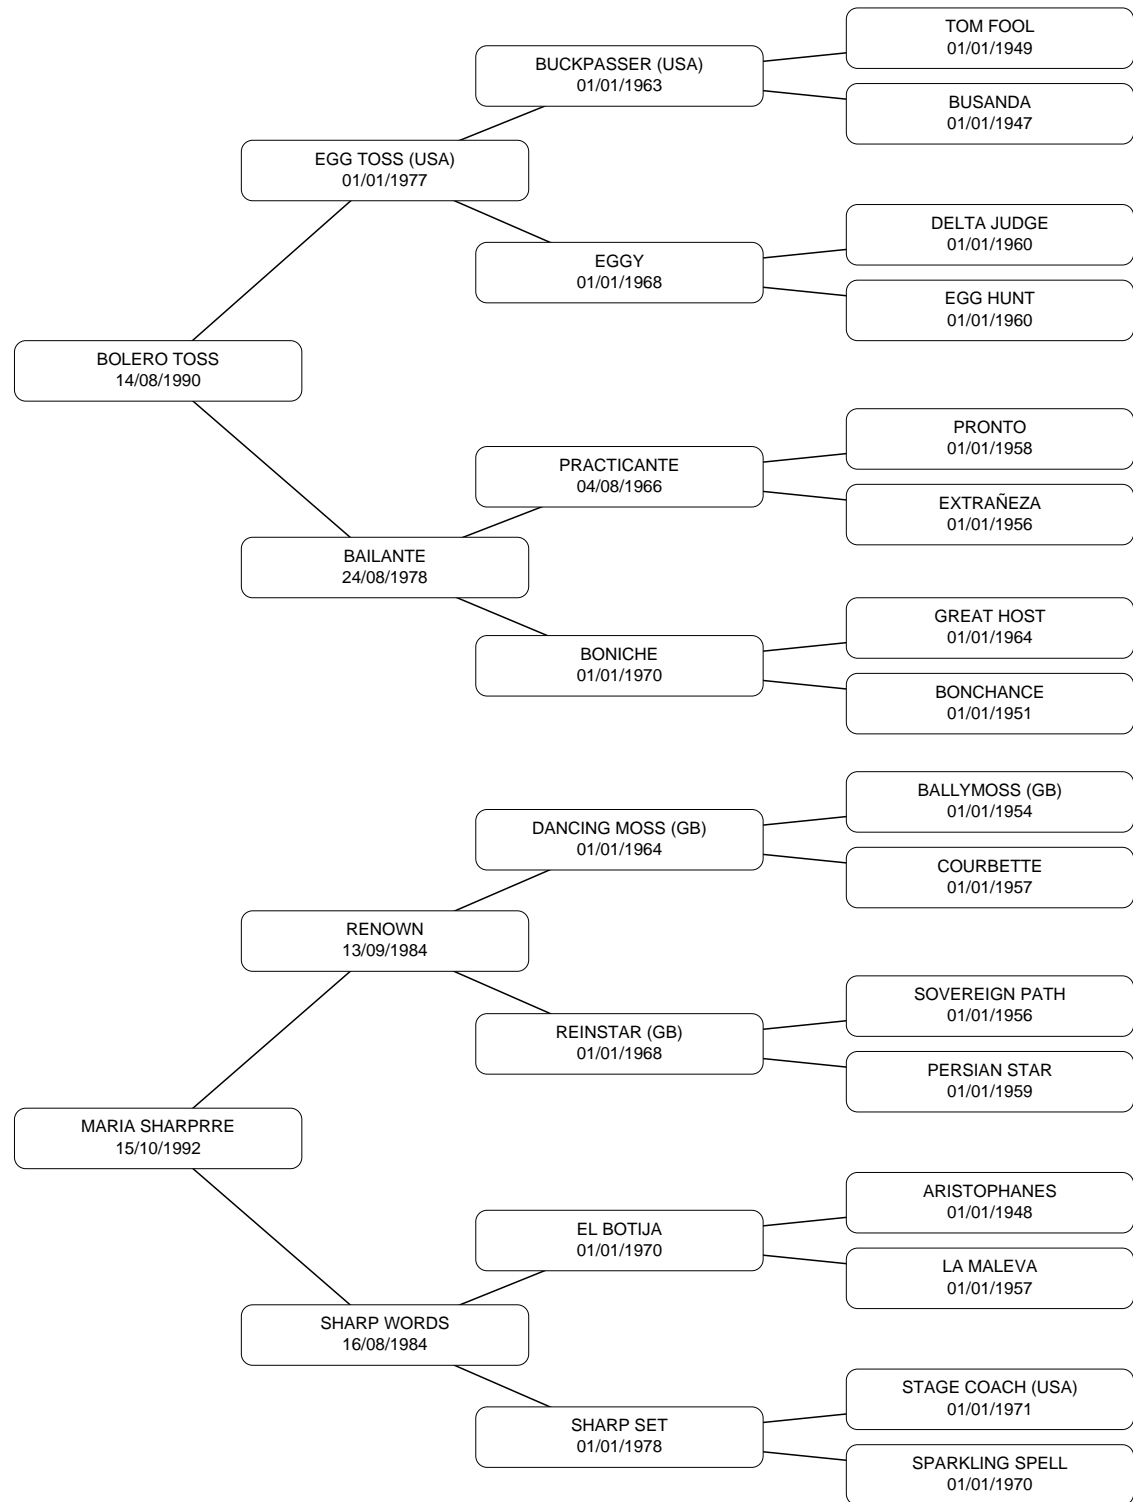 TOM FOOL
01/01/1949
BUCKPASSER (USA)
01/01/1963
BUSANDA
01/01/1947
EGG TOSS (USA)
01/01/1977
DELTA JUDGE
01/01/1960
EGGY
01/01/1968
EGG HUNT
01/01/1960
BOLERO TOSS
14/08/1990
PRONTO
01/01/1958
PRACTICANTE
04/08/1966
EXTRAÑEZA
01/01/1956
BAILANTE
24/08/1978
GREAT HOST
01/01/1964
BONICHE
01/01/1970
BONCHANCE
01/01/1951
BALLYMOSS (GB)
01/01/1954
DANCING MOSS (GB)
01/01/1964
COURBETTE
01/01/1957
RENOWN
13/09/1984
SOVEREIGN PATH
01/01/1956
REINSTAR (GB)
01/01/1968
PERSIAN STAR
01/01/1959
MARIA SHARPRRE
15/10/1992
ARISTOPHANES
01/01/1948
EL BOTIJA
01/01/1970
LA MALEVA
01/01/1957
SHARP WORDS
16/08/1984
STAGE COACH (USA)
01/01/1971
SHARP SET
01/01/1978
SPARKLING SPELL
01/01/1970